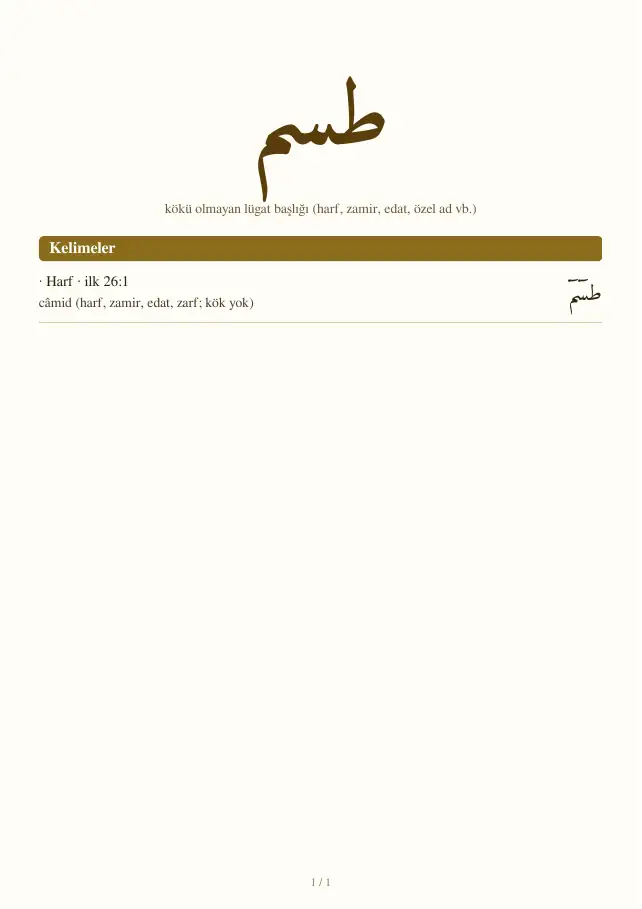 طسم
kökü olmayan lügat başlığı (harf, zamir, edat, özel ad vb.)
Kelimeler
· Harf · ilk 26:1
طسٓمٓ
câmid (harf, zamir, edat, zarf; kök yok)
1 / 1